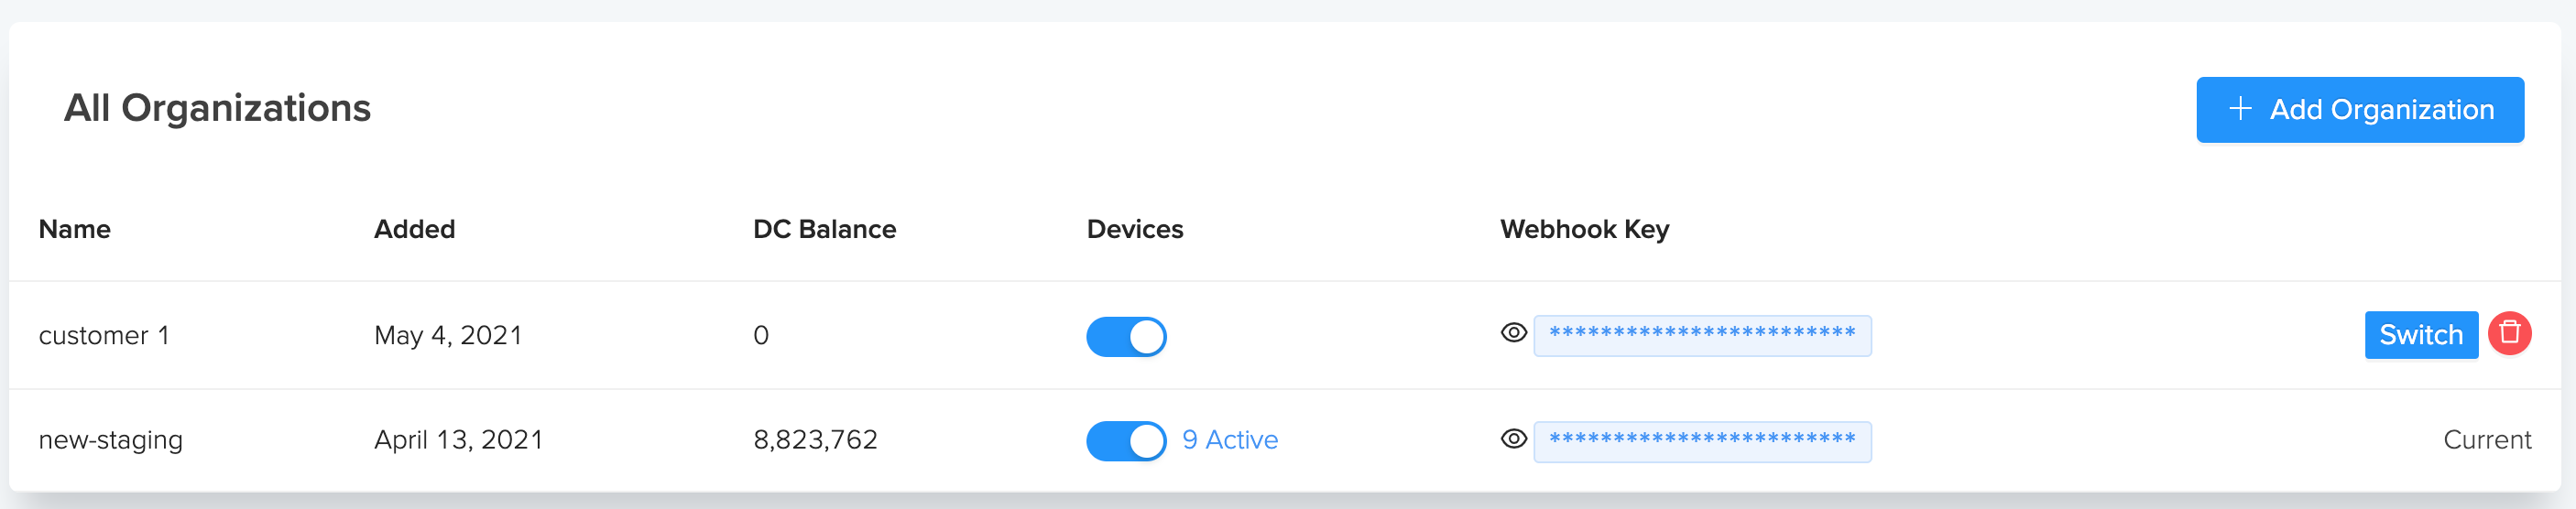 All Organizations
+ Add Organization
Name Added DC Balance Devices Webhook Key
customer 1 May 4, 2021 0 ************************ Switch
new-staging April 13, 2021 8,823,762 9 Active ************************ Current